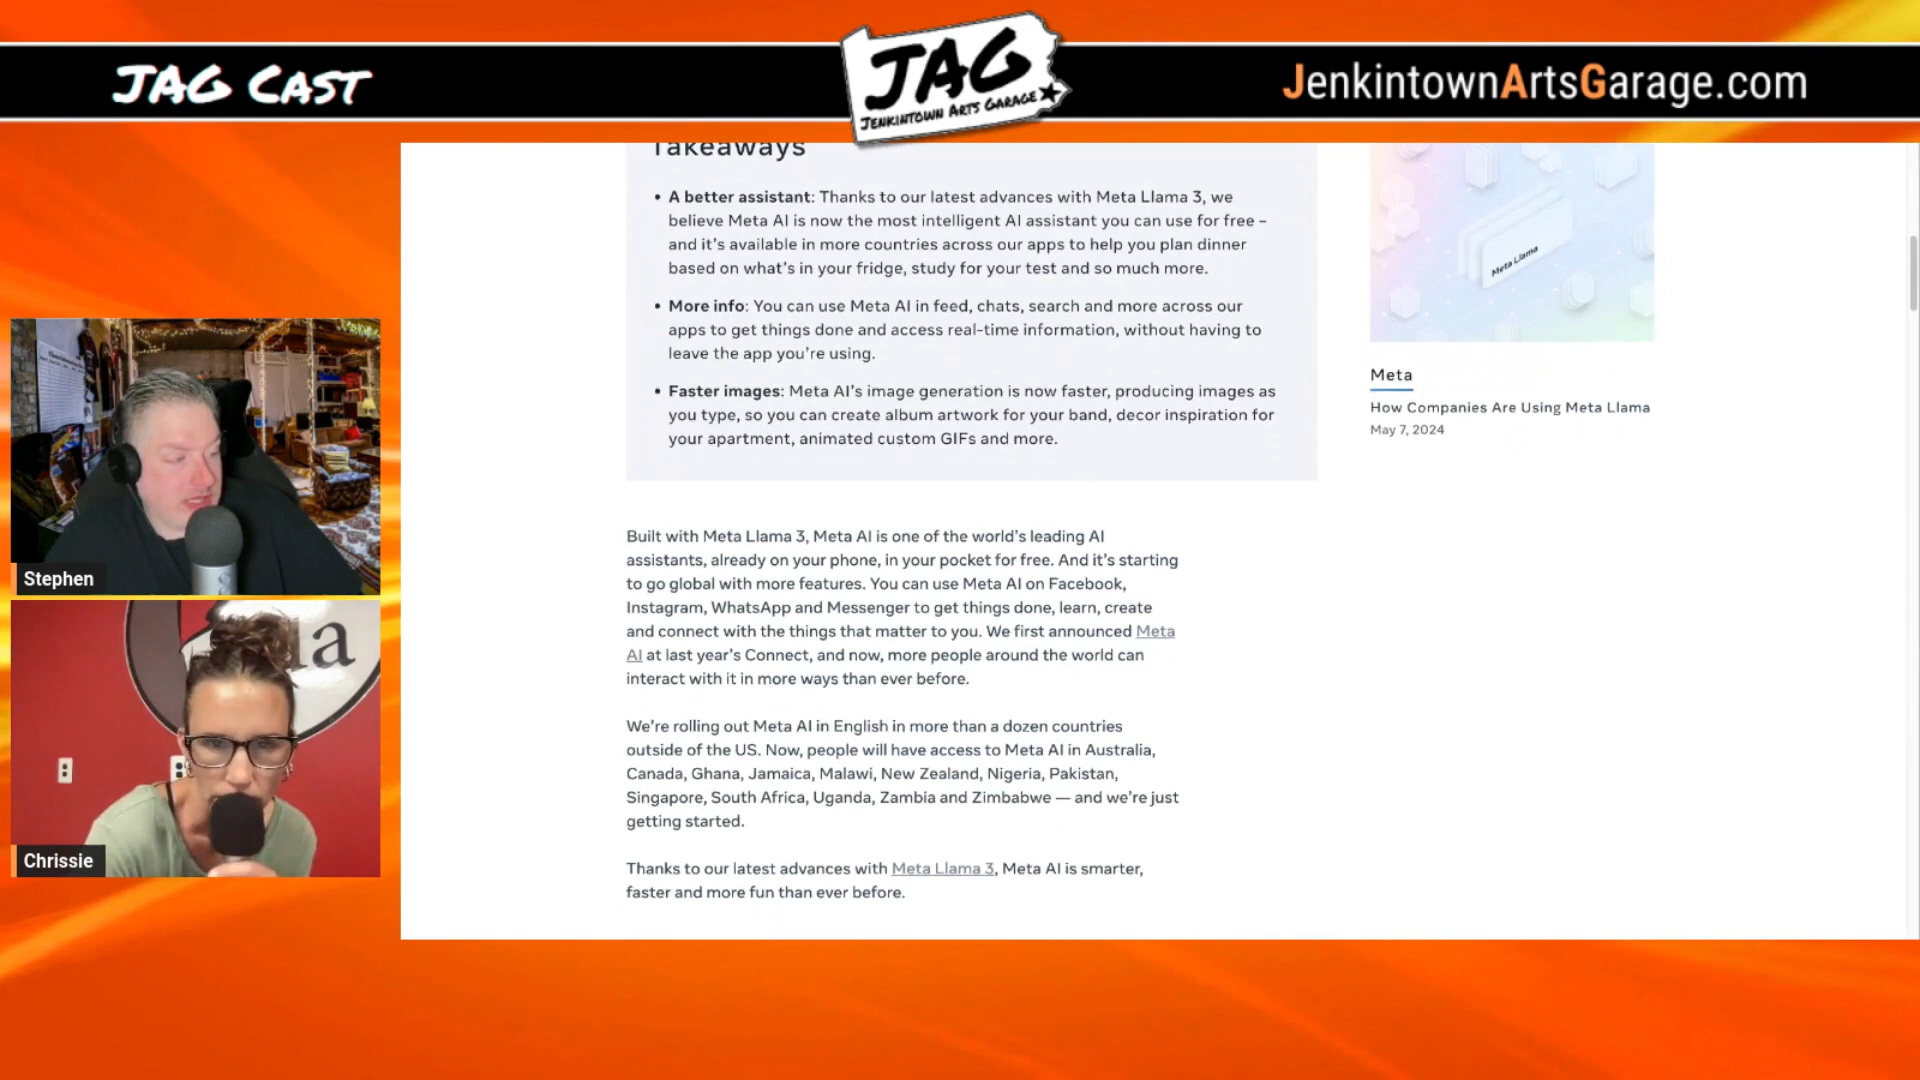 JAG CAST
JAG
JENKINTOWN ARTS GARAGE
JenkintownArtsGarage.com
Takeaways
• A better assistant: Thanks to our latest advances with Meta Llama 3, we
believe Meta AI is now the most intelligent AI assistant you can use for free –
and it’s available in more countries across our apps to help you plan dinner
based on what’s in your fridge, study for your test and so much more.
• More info: You can use Meta AI in feed, chats, search and more across our
apps to get things done and access real-time information, without having to
leave the app you’re using.
• Faster images: Meta AI’s image generation is now faster, producing images as
you type, so you can create album artwork for your band, decor inspiration for
your apartment, animated custom GIFs and more.
Built with Meta Llama 3, Meta AI is one of the world’s leading AI
assistants, already on your phone, in your pocket for free. And it’s starting
to go global with more features. You can use Meta AI on Facebook,
Instagram, WhatsApp and Messenger to get things done, learn, create
and connect with the things that matter to you. We first announced Meta
AI at last year’s Connect, and now, more people around the world can
interact with it in more ways than ever before.
We’re rolling out Meta AI in English in more than a dozen countries
outside of the US. Now, people will have access to Meta AI in Australia,
Canada, Ghana, Jamaica, Malawi, New Zealand, Nigeria, Pakistan,
Singapore, South Africa, Uganda, Zambia and Zimbabwe — and we’re just
getting started.
Thanks to our latest advances with Meta Llama 3, Meta AI is smarter,
faster and more fun than ever before.
Meta Llama
Meta
How Companies Are Using Meta Llama
May 7, 2024
Stephen
Chrissie